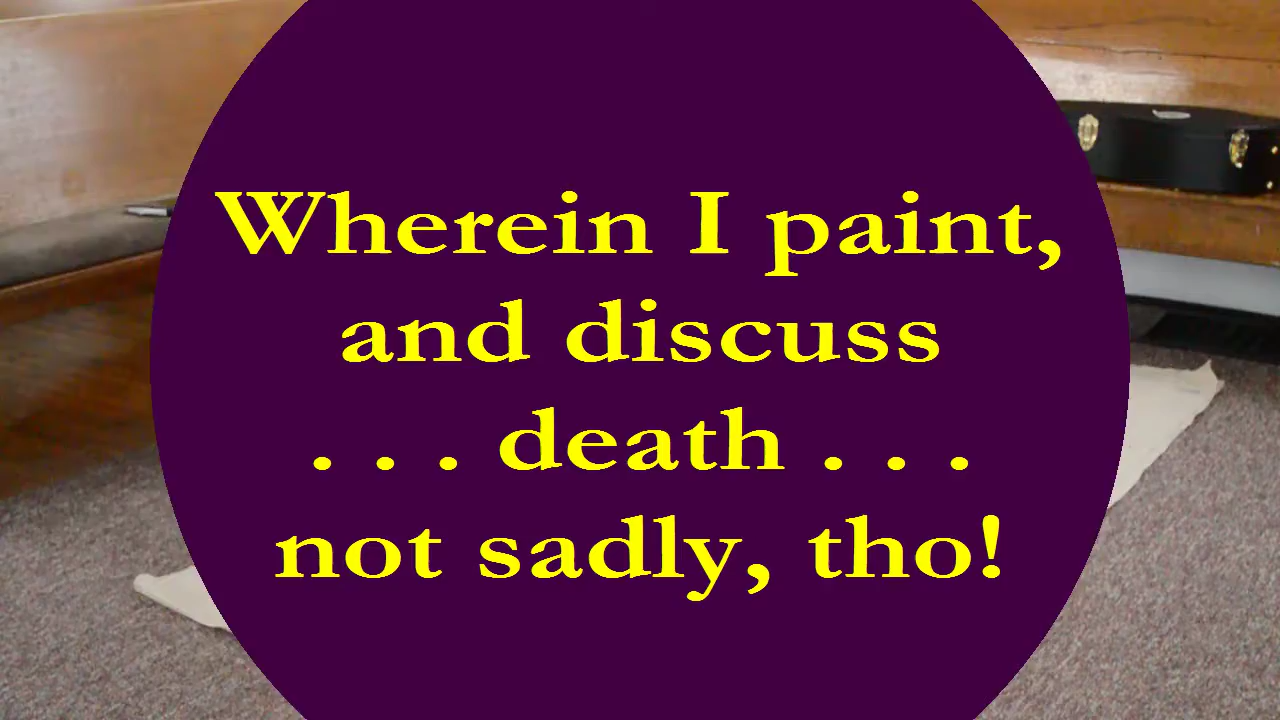 Wherein I paint,
and discuss
. . . death . . .
not sadly, tho!